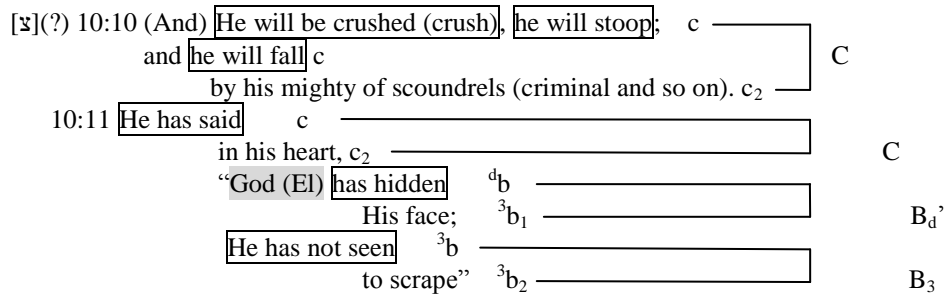 [צ](?) 10:10 (And) He will be crushed (crush), he will stoop; c
and he will fall c C
by his mighty of scoundrels (criminal and so on). c₂
10:11 He has said c
in his heart, c₂ C
“God (El) has hidden ᵈb
His face; ³b₁ B_d’
He has not seen ³b
to scrape” ³b₂ B₃